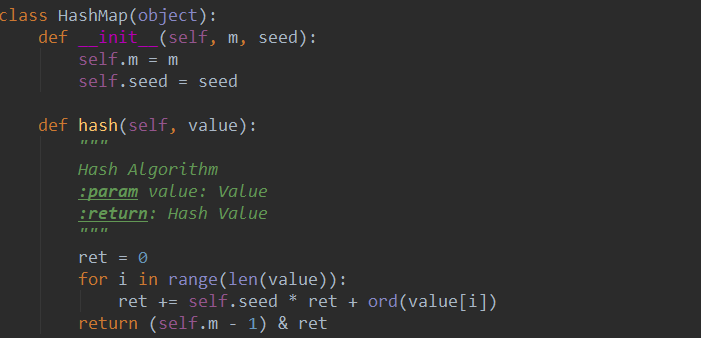 class HashMap(object):
    def __init__(self, m, seed):
        self.m = m
        self.seed = seed

    def hash(self, value):
        """
        Hash Algorithm
        :param value: Value
        :return: Hash Value
        """
        ret = 0
        for i in range(len(value)):
            ret += self.seed * ret + ord(value[i])
        return (self.m - 1) & ret